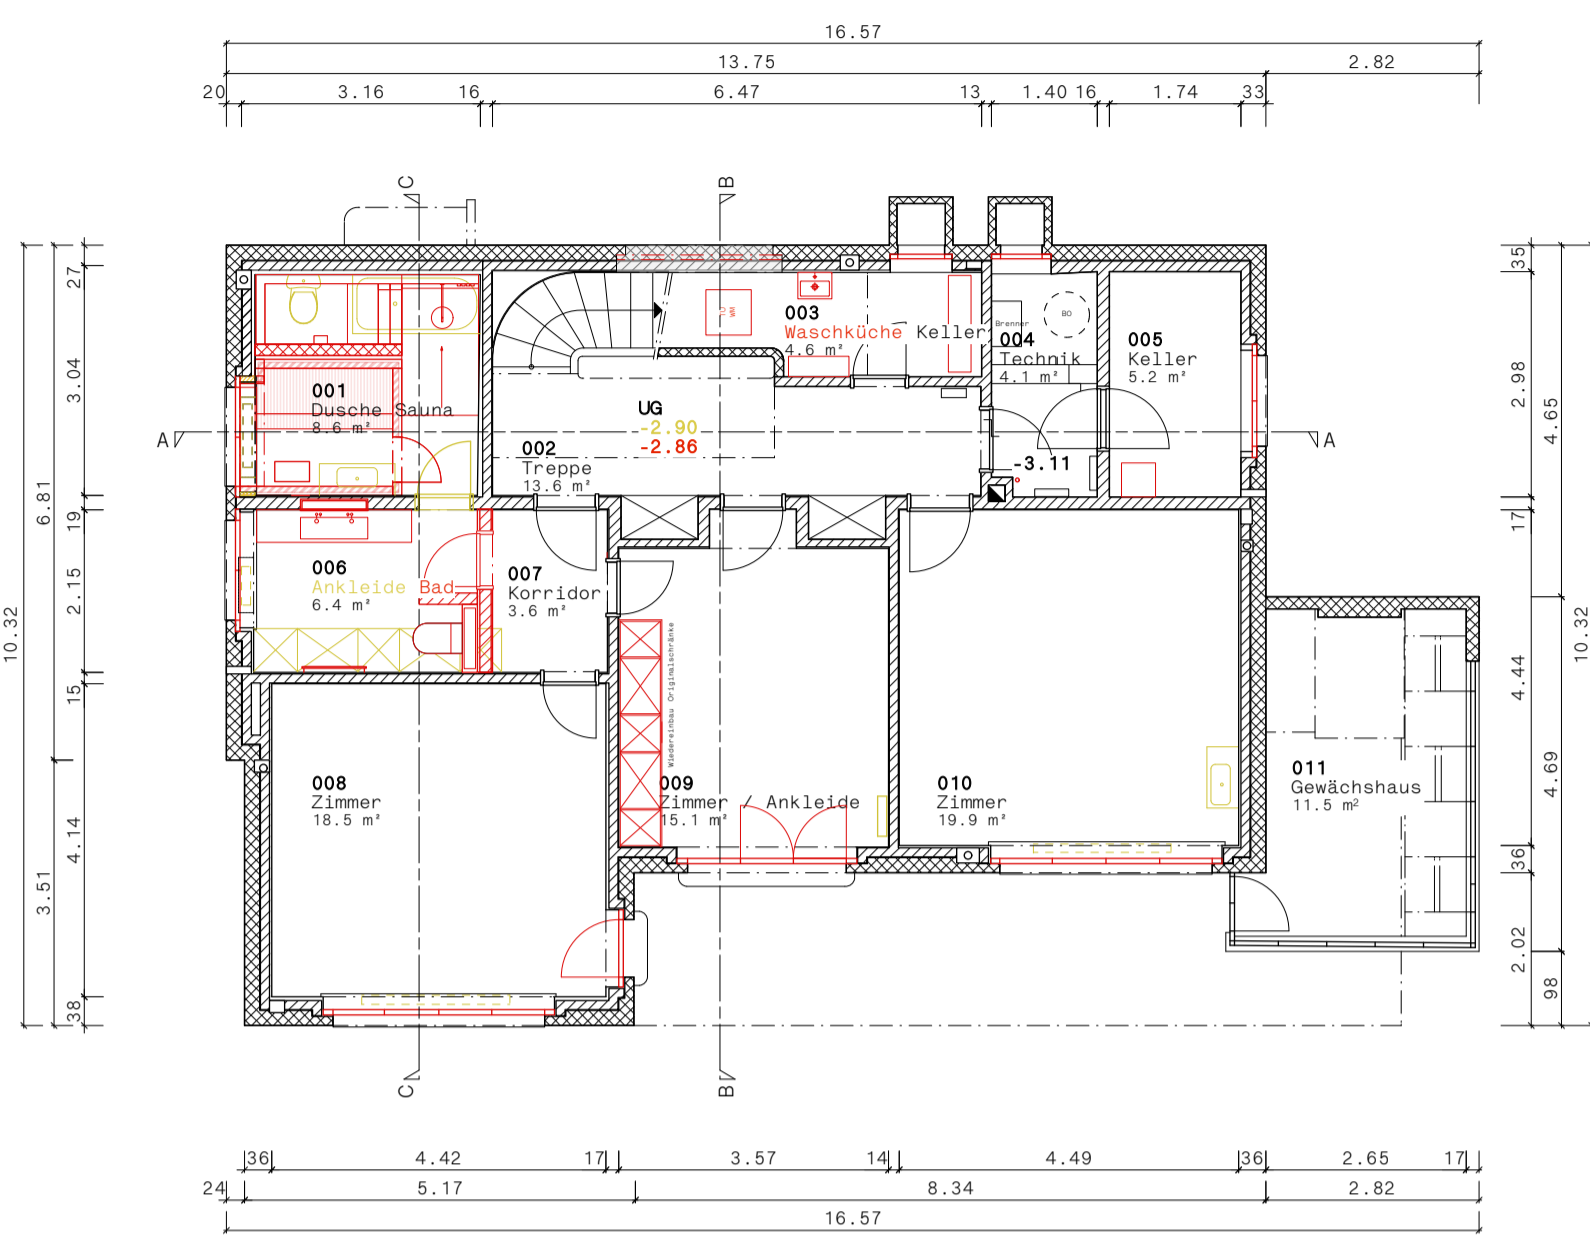 16.57
13.75 2.82
20 3.16 16 6.47 13 1.40 16 1.74 33
C B
27 3.04 19 2.15 15 4.14 38
6.81 3.51
10.32
35 2.98 17 4.44 36 2.02
4.65 4.69 98
10.32
A A
001
Dusche Sauna
8.6 m²
UG
-2.90
-2.86
002
Treppe
13.6 m²
WM
003
Waschküche Keller
4.6 m²
Brenner
BO
004
Technik
4.1 m²
-3.11
005
Keller
5.2 m²
006
Ankleide Bad
6.4 m²
007
Korridor
3.6 m²
Wiedereinbau Originalschränke
008
Zimmer
18.5 m²
009
Zimmer / Ankleide
15.1 m²
010
Zimmer
19.9 m²
011
Gewächshaus
11.5 m²
C B
36 4.42 17 3.57 14 4.49 36 2.65 17
24 5.17 8.34 2.82
16.57